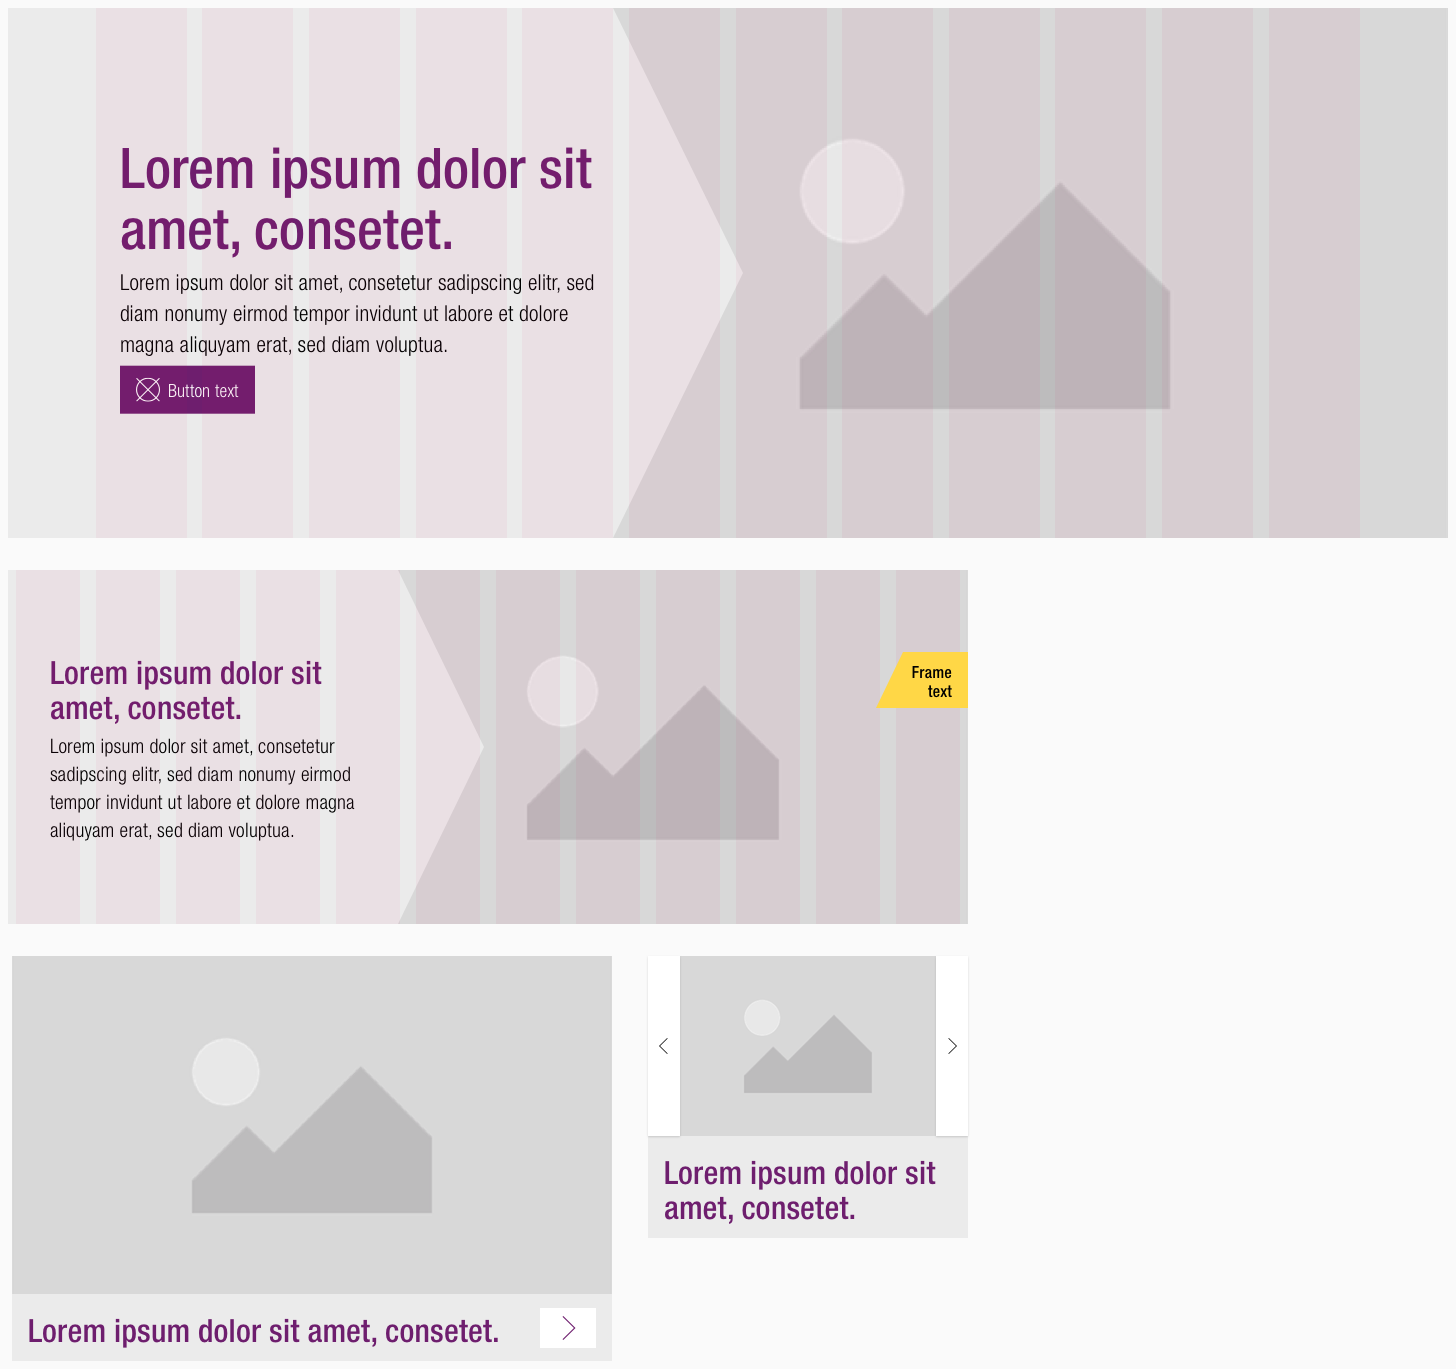 Lorem ipsum dolor sit
amet, consetet.
Lorem ipsum dolor sit amet, consetetur sadipscing elitr, sed
diam nonumy eirmod tempor invidunt ut labore et dolore
magna aliquyam erat, sed diam voluptua.
Button text
Lorem ipsum dolor sit
amet, consetet.
Lorem ipsum dolor sit amet, consetetur
sadipscing elitr, sed diam nonumy eirmod
tempor invidunt ut labore et dolore magna
aliquyam erat, sed diam voluptua.
Frame
text
Lorem ipsum dolor sit amet, consetet.
Lorem ipsum dolor sit
amet, consetet.